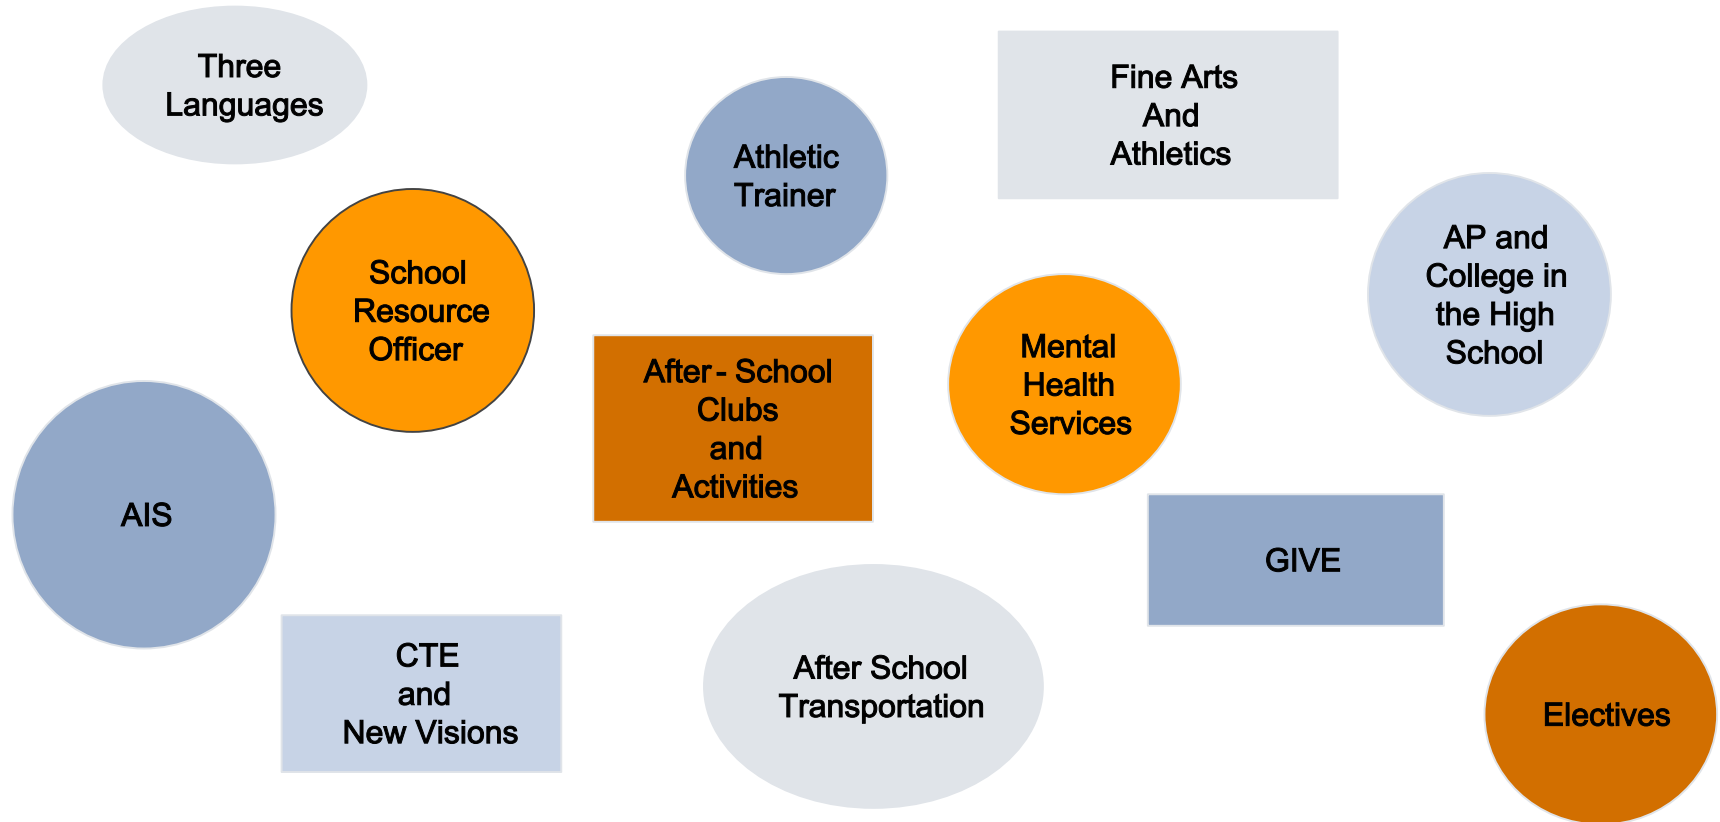 Three
Languages
Athletic
Trainer
Fine Arts
And
Athletics
School
Resource
Officer
AP and
College in
the High
School
After - School
Clubs
and
Activities
Mental
Health
Services
AIS
GIVE
CTE
and
New Visions
After School
Transportation
Electives